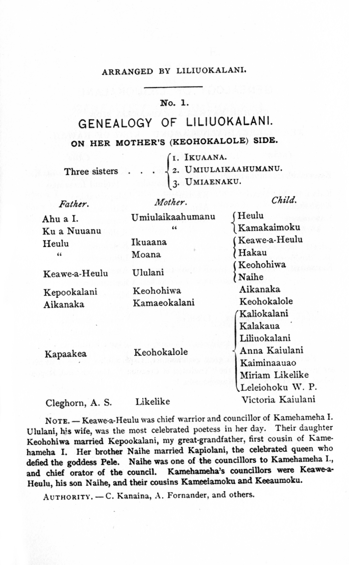 ARRANGED BY LILIUOKALANI.
No. 1.
GENEALOGY OF LILIUOKALANI.
ON HER MOTHER'S (KEOHOKALOLE) SIDE.
Three sisters . . . . { 1. IKUAANA.
2. UMIULAIKAAHUMANU.
3. UMIAENAKU.
Father. Mother. Child.
Ahu a I. Umiulaikaahumanu { Heulu
Ku a Nuuanu " Kamakaimoku
Heulu Ikuaana { Keawe-a-Heulu
" Moana Hakau
Keawe-a-Heulu Ululani { Keohohiwa
Naihe
Kepookalani Keohohiwa Aikanaka
Aikanaka Kamaeokalani Keohokalole
Kapaakea Keohokalole { Kaliokalani
Kalakaua
Liliuokalani
Anna Kaiulani
Kaiminaauao
Miriam Likelike
Leleiohoku W. P.
Cleghorn, A. S. Likelike Victoria Kaiulani
NOTE. — Keawe-a-Heulu was chief warrior and councillor of Kamehameha I.
Ululani, his wife, was the most celebrated poetess in her day. Their daughter
Keohohiwa married Kepookalani, my great-grandfather, first cousin of Kame-
hameha I. Her brother Naihe married Kapiolani, the celebrated queen who
defied the goddess Pele. Naihe was one of the councillors to Kamehameha I.,
and chief orator of the council. Kamehameha's councillors were Keawe-a-
Heulu, his son Naihe, and their cousins Kameeiamoku and Keeaumoku.
AUTHORITY. — C. Kanaina, A. Fornander, and others.